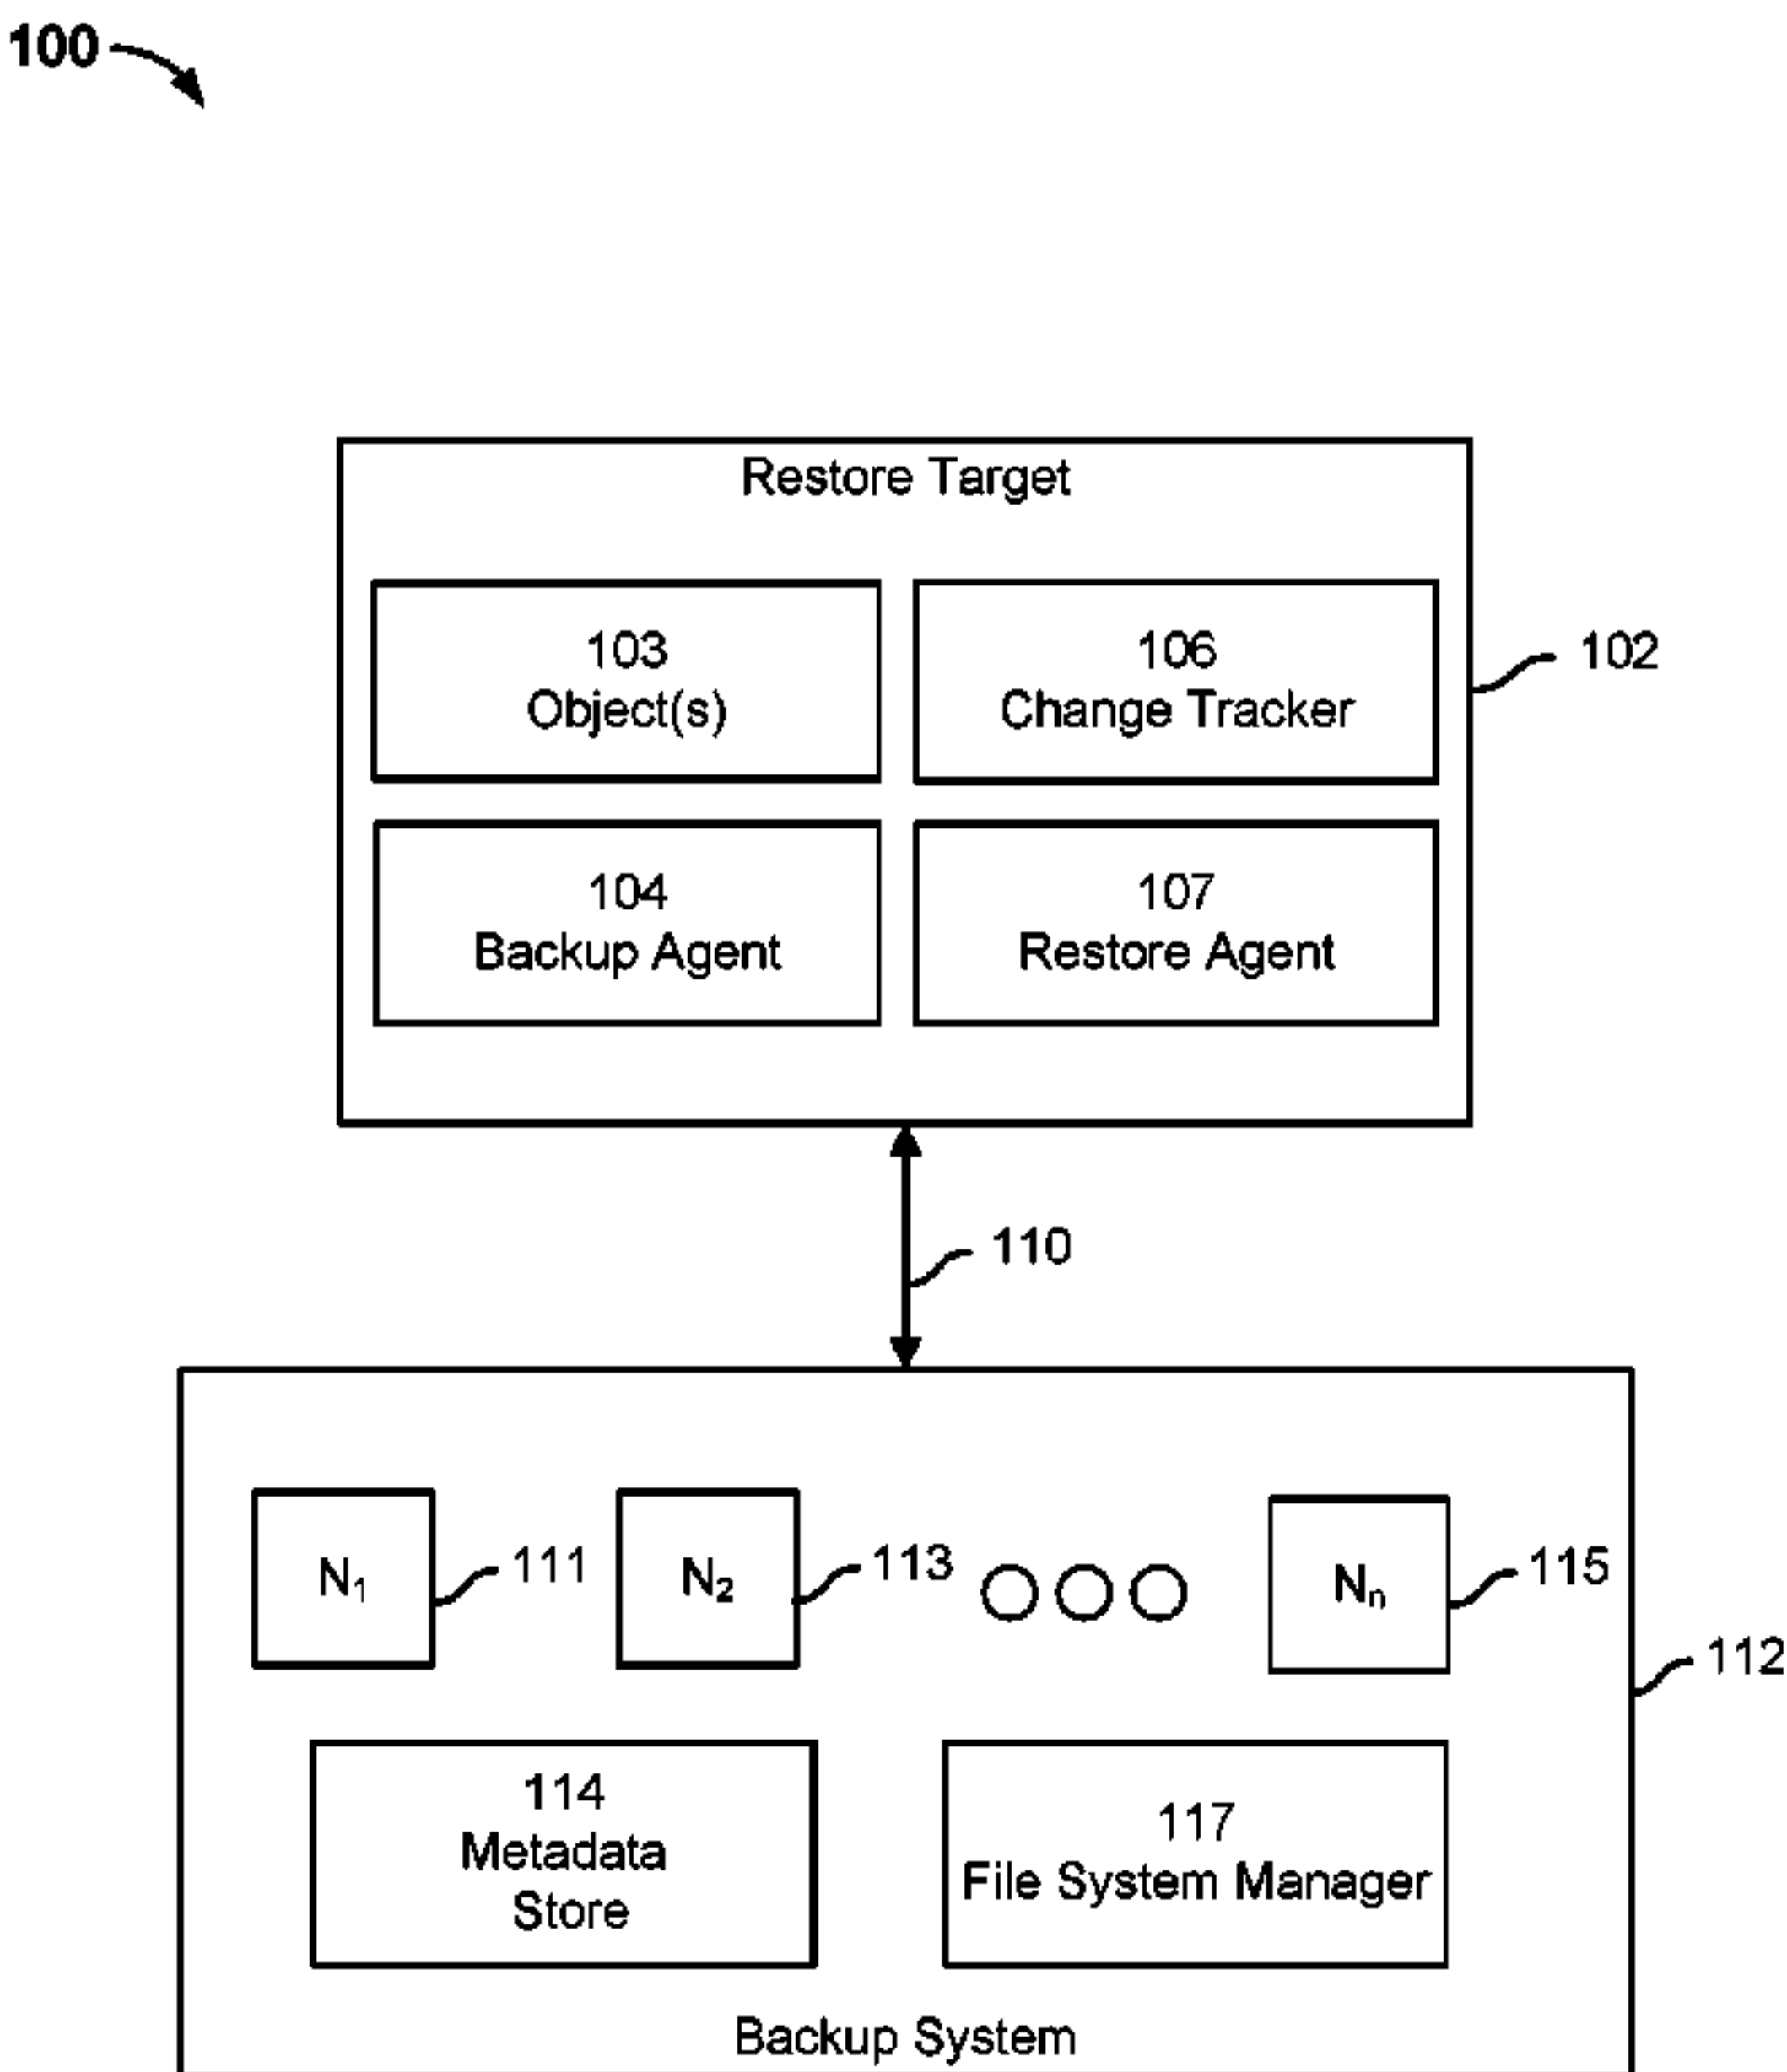 100
Restore Target
103
Object(s)
106
Change Tracker
102
104
Backup Agent
107
Restore Agent
110
N₁
111
N₂
113
Nₙ
115
112
114
Metadata
Store
117
File System Manager
Backup System